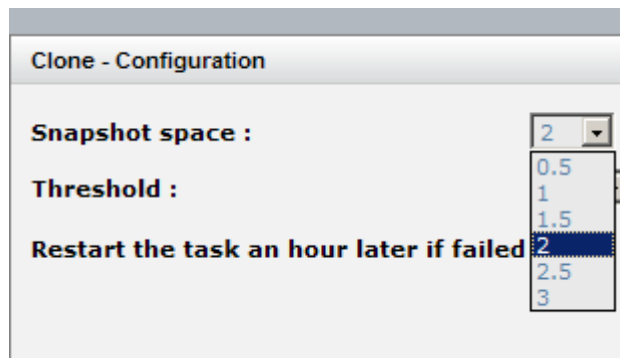 Clone - Configuration
Snapshot space : 2
0.5
Threshold :
1
1.5
Restart the task an hour later if failed 2
2.5
3